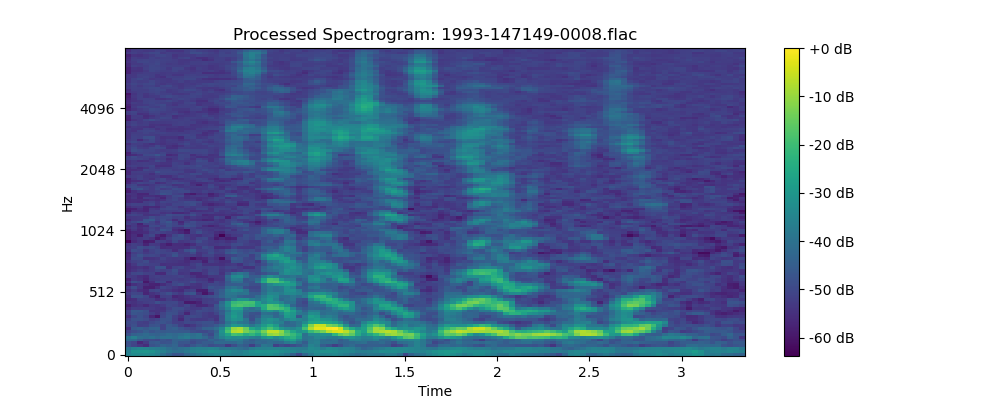 Processed Spectrogram: 1993-147149-0008.flac
Hz
4096
2048
1024
512
0
0
0.5
1
1.5
2
2.5
3
Time
+0 dB
-10 dB
-20 dB
-30 dB
-40 dB
-50 dB
-60 dB